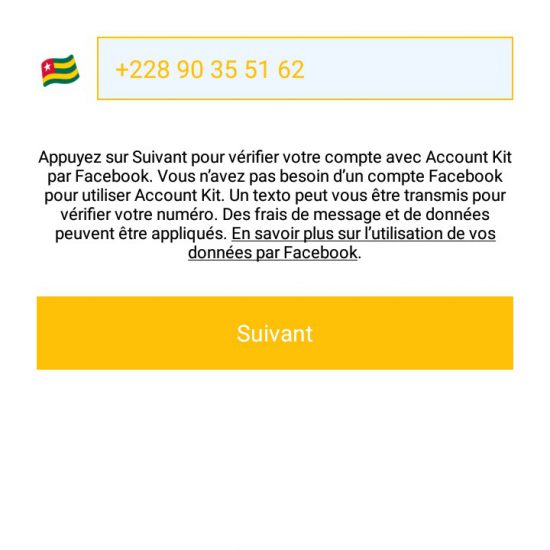 +228 90 35 51 62
Appuyez sur Suivant pour vérifier votre compte avec Account Kit
par Facebook. Vous n’avez pas besoin d’un compte Facebook
pour utiliser Account Kit. Un texto peut vous être transmis pour
vérifier votre numéro. Des frais de message et de données
peuvent être appliqués. En savoir plus sur l’utilisation de vos
données par Facebook.
Suivant